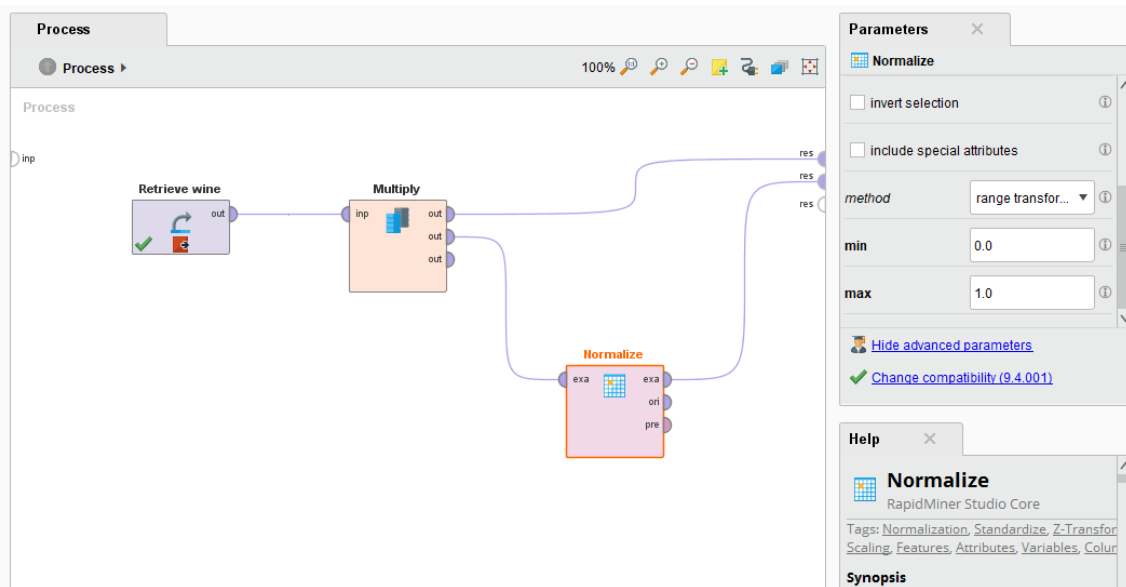 Process
Process
100%
Process
inp
res
res
res
Retrieve wine
out
Multiply
inp
out
out
out
Normalize
exa
exa
ori
pre
Parameters
Normalize
invert selection
include special attributes
method
range transfor...
min
0.0
max
1.0
Hide advanced parameters
Change compatibility (9.4.001)
Help
Normalize
RapidMiner Studio Core
Tags: Normalization, Standardize, Z-Transfor
Scaling, Features, Attributes, Variables, Colur
Synopsis